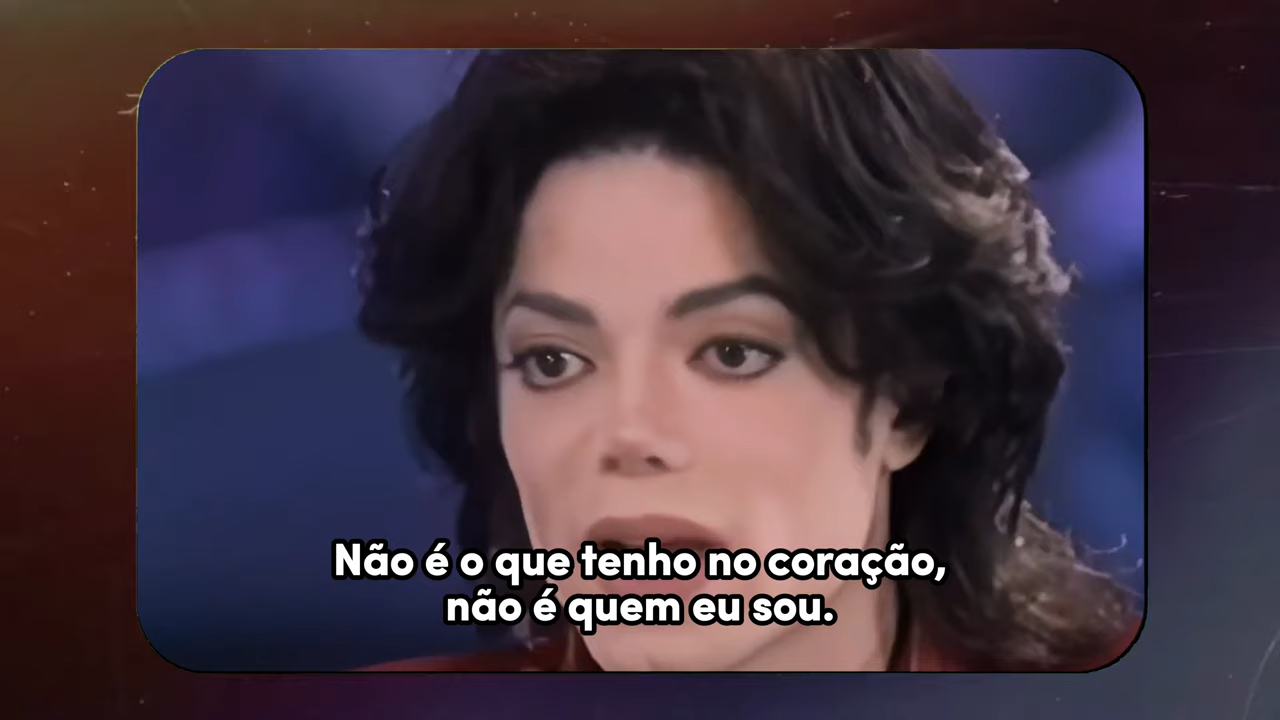 Não é o que tenho no coração,
não é quem eu sou.